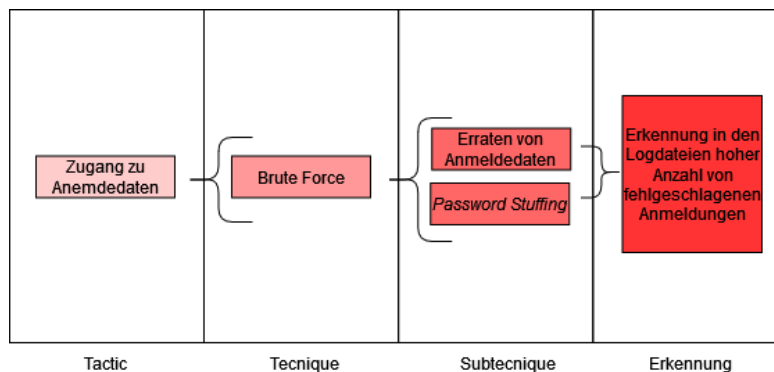 Zugang zu
Anemdedaten
Brute Force
Erraten von
Anmeldedaten
Password Stuffing
Erkennung in den
Logdateien hoher
Anzahl von
fehlgeschlagenen
Anmeldungen
Tactic
Tecnique
Subtecnique
Erkennung